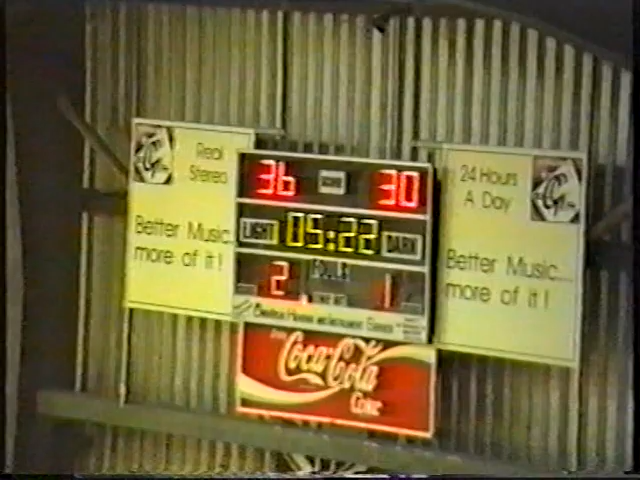 Real
Stereo
Better Music...
more of it!
36 SCORE 30
LIGHT 05:22 DARK
2 FOULS 1
Coca-Cola
Coke
24 Hours
A Day
Better Music...
more of it!